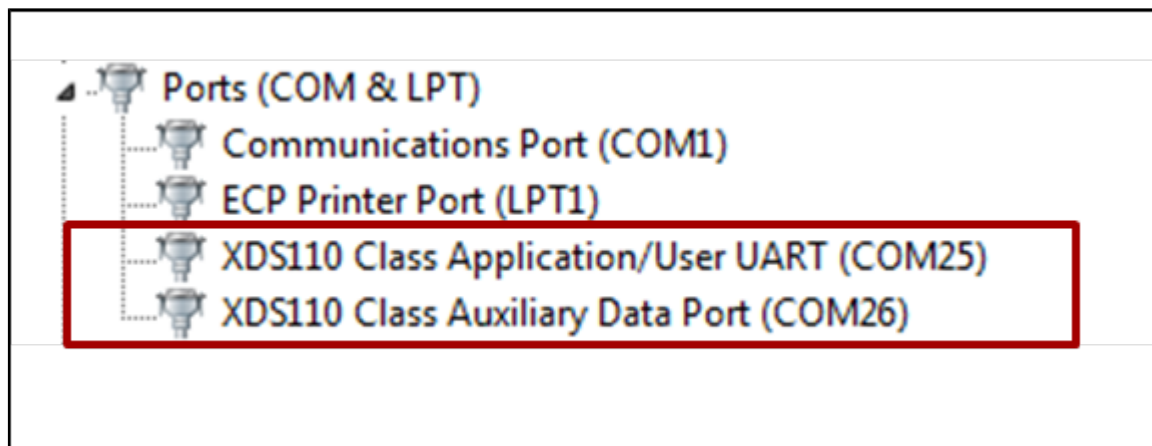 Ports (COM & LPT)
Communications Port (COM1)
ECP Printer Port (LPT1)
XDS110 Class Application/User UART (COM25)
XDS110 Class Auxiliary Data Port (COM26)